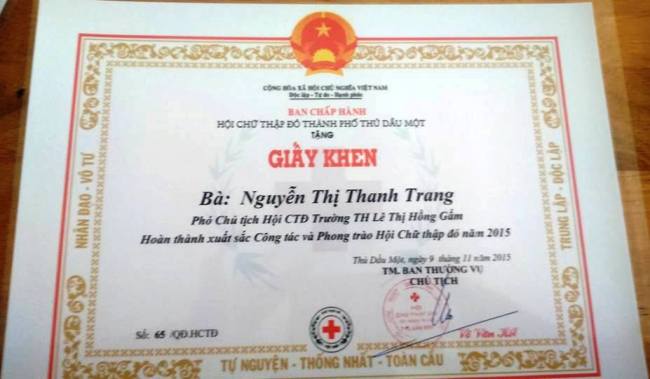 CỘNG HÒA XÃ HỘI CHỦ NGHĨA VIỆT NAM
Độc lập - Tự do - Hạnh phúc
BAN CHẤP HÀNH
HỘI CHỮ THẬP ĐỎ THÀNH PHỐ THỦ DẦU MỘT
TẶNG
GIẤY KHEN
Bà: Nguyễn Thị Thanh Trang
Phó Chủ tịch Hội CTĐ Trường TH Lê Thị Hồng Gấm
Hoàn thành xuất sắc Công tác và Phong trào Hội Chữ thập đỏ năm 2015
Thủ Dầu Một, ngày 9 tháng 11 năm 2015
TM. BAN THƯỜNG VỤ
CHỦ TỊCH
Số: 65 /QĐ.HCTĐ
NHÂN ĐẠO - VÔ TƯ
TRUNG LẬP - ĐỘC LẬP
TỰ NGUYỆN - THỐNG NHẤT - TOÀN CẦU